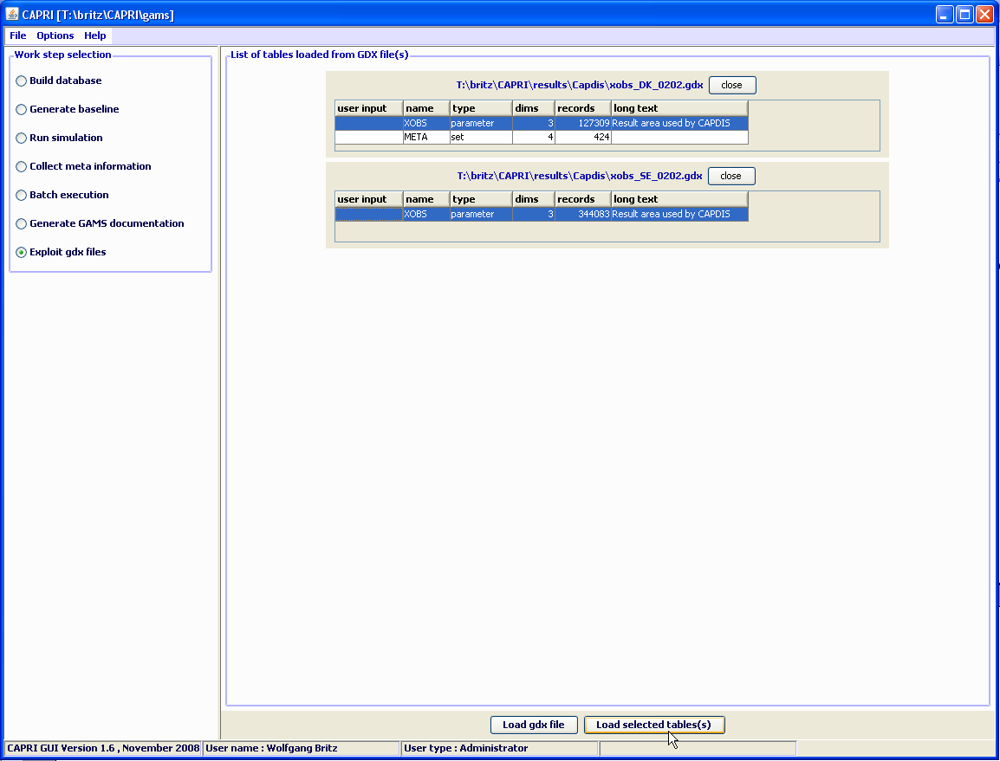 CAPRI [T:\britz\CAPRI\gams]
File Options Help
Work step selection
Build database
Generate baseline
Run simulation
Collect meta information
Batch execution
Generate GAMS documentation
Exploit gdx files
List of tables loaded from GDX file(s)
T:\britz\CAPRI\results\Capdis\xobs_DK_0202.gdx close
user input name type dims records long text
XOBS parameter 3 127309 Result area used by CAPDIS
META set 4 424
T:\britz\CAPRI\results\Capdis\xobs_SE_0202.gdx close
user input name type dims records long text
XOBS parameter 3 344083 Result area used by CAPDIS
Load gdx file Load selected tables(s)
CAPRI GUI Version 1.6 , November 2008 User name : Wolfgang Britz User type : Administrator